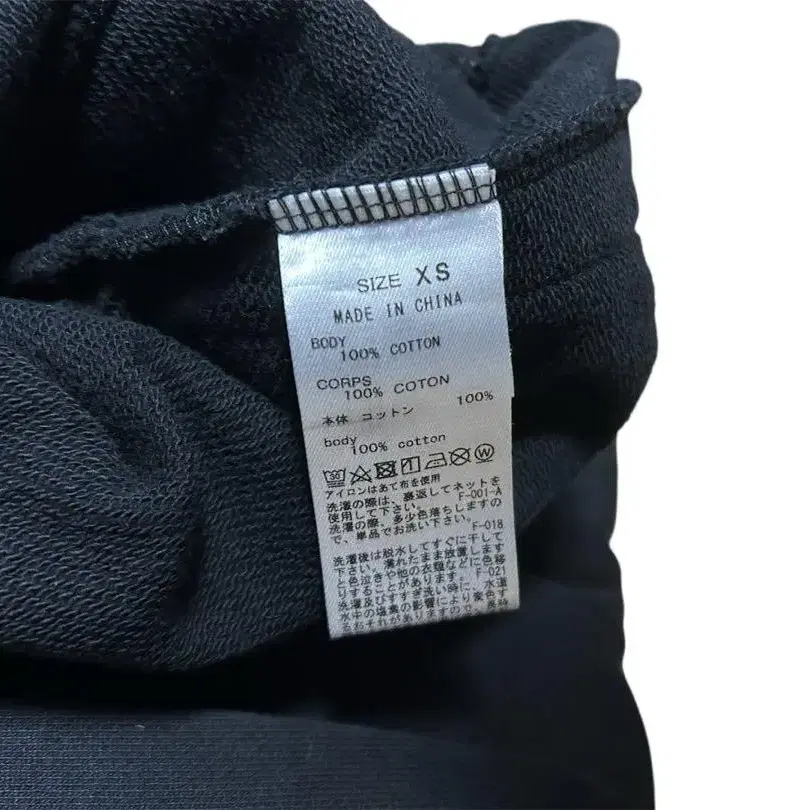 SIZE XS
MADE IN CHINA
BODY
100% COTTON
CORPS
100% COTON
本体 コットン 100%
body
100% cotton
アイロンはあて布を使用
洗濯の際は、裏返してネットを
使用して下さい。 F-001-A
洗濯の際、多少色落ちしますの
で、単品でお洗い下さい。
F-018
洗濯後は脱水してすぐに干して
下さい。濡れたまま放置します
と色泣きや他の衣類などに色移
りすることがあります。 F-021
洗濯及びすすぎ洗い時に、水道
水中の塩素の影響により変色す
るおそれがありますので、長時